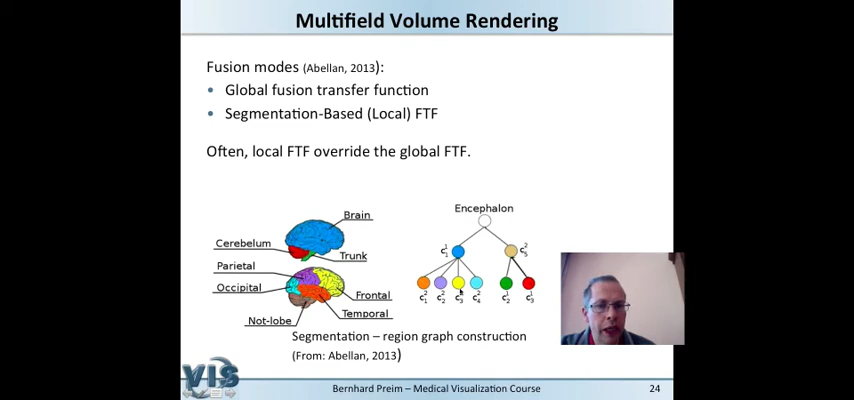 Multifield Volume Rendering
Fusion modes (Abellan, 2013):
• Global fusion transfer function
• Segmentation-Based (Local) FTF
Often, local FTF override the global FTF.
Brain
Cerebelum
Trunk
Parietal
Occipital
Frontal
Temporal
Not-lobe
Encephalon
Segmentation – region graph construction
(From: Abellan, 2013)
VIS
Bernhard Preim – Medical Visualization Course
24